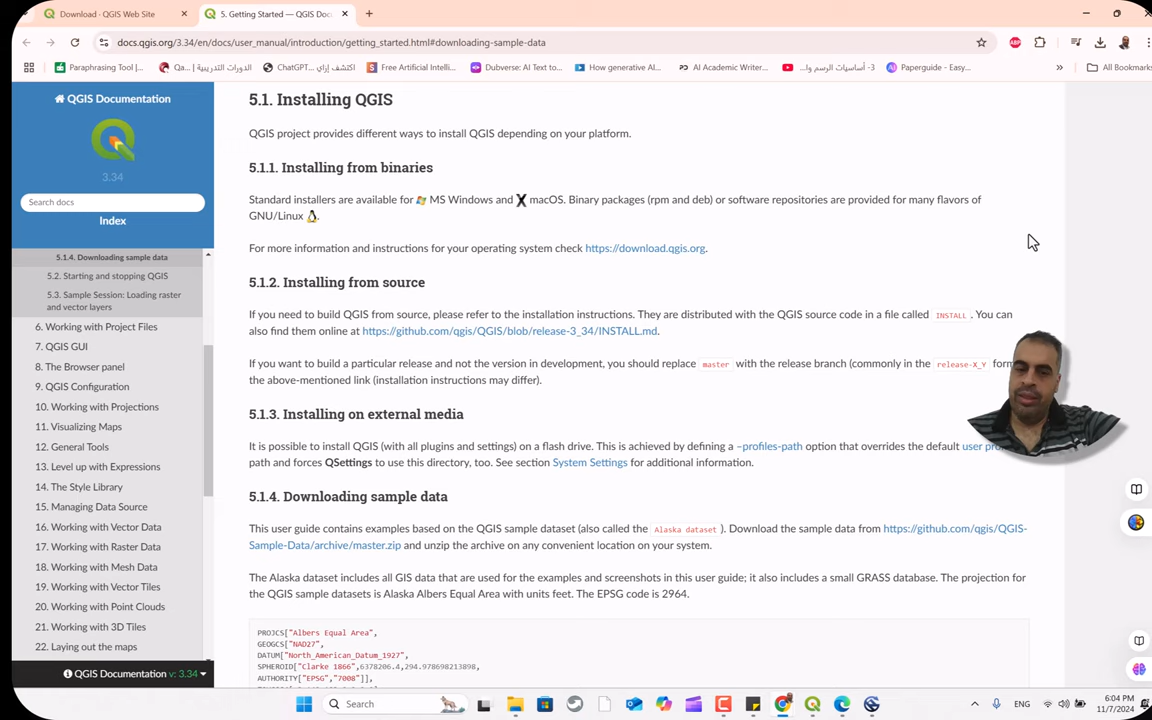 Download · QGIS Web Site
5. Getting Started — QGIS Docu
docs.qgis.org/3.34/en/docs/user_manual/introduction/getting_started.html#downloading-sample-data
Paraphrasing Tool |...
Qa... - الدورات التدريبية
ChatGPT... اكتشف إزاي
Free Artificial Intelli...
Dubverse: AI Text to...
How generative AI...
AI Academic Writer...
3- أساسيات الرسم وا...
Paperguide - Easy...
All Bookmarks
QGIS Documentation
3.34
Search docs
Index
5.1.4. Downloading sample data
5.2. Starting and stopping QGIS
5.3. Sample Session: Loading raster
and vector layers
6. Working with Project Files
7. QGIS GUI
8. The Browser panel
9. QGIS Configuration
10. Working with Projections
11. Visualizing Maps
12. General Tools
13. Level up with Expressions
14. The Style Library
15. Managing Data Source
16. Working with Vector Data
17. Working with Raster Data
18. Working with Mesh Data
19. Working with Vector Tiles
20. Working with Point Clouds
21. Working with 3D Tiles
22. Laying out the maps
QGIS Documentation v: 3.34
5.1. Installing QGIS
QGIS project provides different ways to install QGIS depending on your platform.
5.1.1. Installing from binaries
Standard installers are available for MS Windows and macOS. Binary packages (rpm and deb) or software repositories are provided for many flavors of
GNU/Linux .
For more information and instructions for your operating system check https://download.qgis.org.
5.1.2. Installing from source
If you need to build QGIS from source, please refer to the installation instructions. They are distributed with the QGIS source code in a file called INSTALL . You can
also find them online at https://github.com/qgis/QGIS/blob/release-3_34/INSTALL.md.
If you want to build a particular release and not the version in development, you should replace master with the release branch (commonly in the release-X_Y form
the above-mentioned link (installation instructions may differ).
5.1.3. Installing on external media
It is possible to install QGIS (with all plugins and settings) on a flash drive. This is achieved by defining a –profiles-path option that overrides the default user pro
path and forces QSettings to use this directory, too. See section System Settings for additional information.
5.1.4. Downloading sample data
This user guide contains examples based on the QGIS sample dataset (also called the Alaska dataset ). Download the sample data from https://github.com/qgis/QGIS-
Sample-Data/archive/master.zip and unzip the archive on any convenient location on your system.
The Alaska dataset includes all GIS data that are used for the examples and screenshots in this user guide; it also includes a small GRASS database. The projection for
the QGIS sample datasets is Alaska Albers Equal Area with units feet. The EPSG code is 2964.
PROJCS["Albers Equal Area",
GEOGCS["NAD27",
DATUM["North_American_Datum_1927",
SPHEROID["Clarke 1866",6378206.4,294.978698213898,
AUTHORITY["EPSG","7008"]],
Search
ENG
6:04 PM
11/7/2024